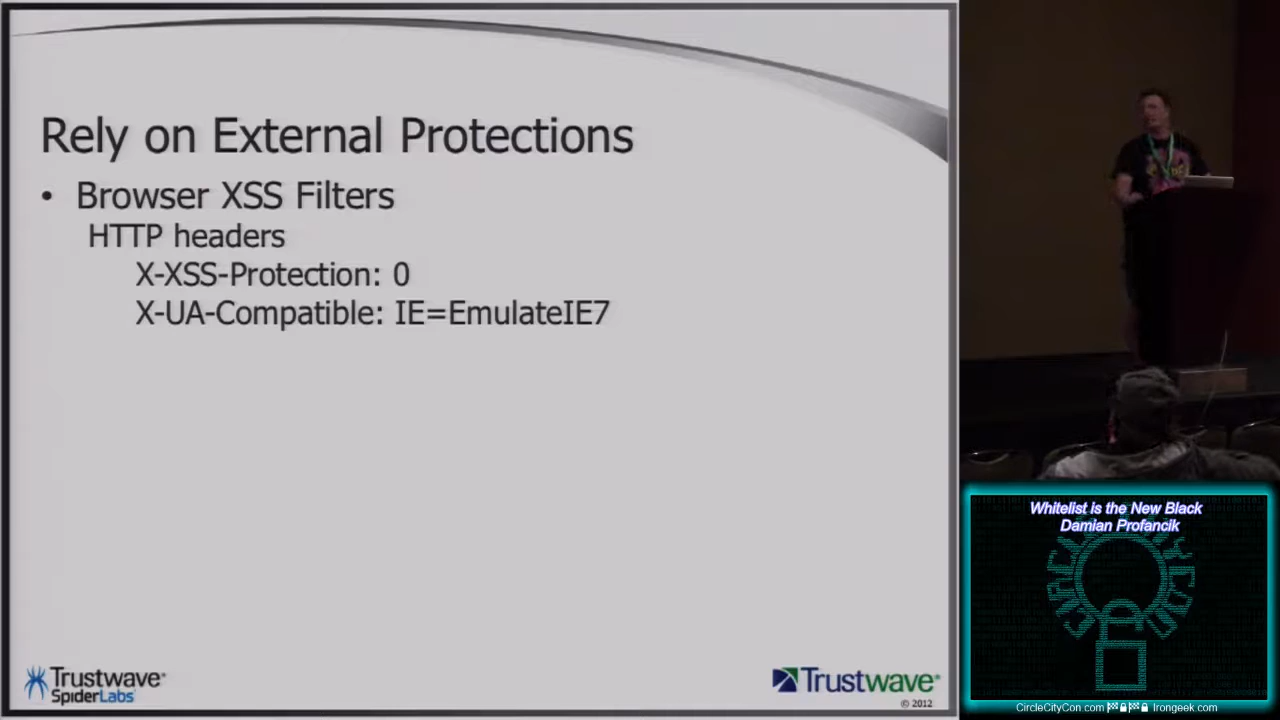 Rely on External Protections
• Browser XSS Filters
HTTP headers
X-XSS-Protection: 0
X-UA-Compatible: IE=EmulateIE7
Trustwave®
SpiderLabs®
Trustwave®
© 2012
Whitelist is the New Black
Damian Profancik
CircleCityCon.com Irongeek.com